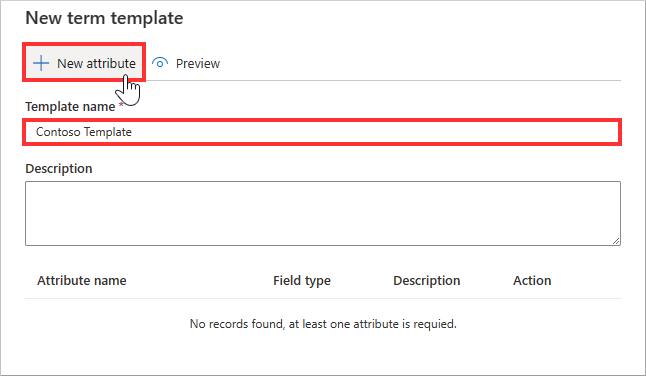 New term template
New attribute Preview
Template name *
Contoso Template
Description
Attribute name Field type Description Action
No records found, at least one attribute is requied.